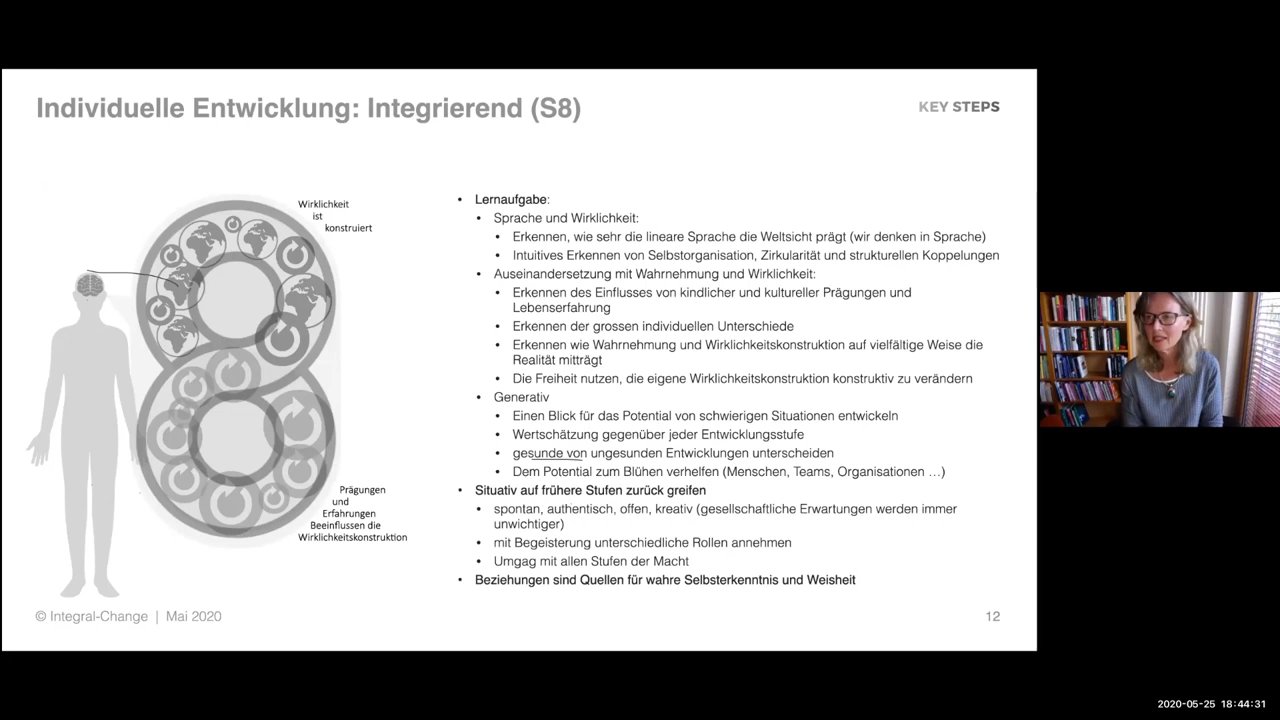 Individuelle Entwicklung: Integrierend (S8)
KEY STEPS
Wirklichkeit
ist
konstruiert
Prägungen
und
Erfahrungen
Beeinflussen die
Wirklichkeitskonstruktion
• Lernaufgabe:
• Sprache und Wirklichkeit:
• Erkennen, wie sehr die lineare Sprache die Weltsicht prägt (wir denken in Sprache)
• Intuitives Erkennen von Selbstorganisation, Zirkularität und strukturellen Koppelungen
• Auseinandersetzung mit Wahrnehmung und Wirklichkeit:
• Erkennen des Einflusses von kindlicher und kultureller Prägungen und
Lebenserfahrung
• Erkennen der grossen individuellen Unterschiede
• Erkennen wie Wahrnehmung und Wirklichkeitskonstruktion auf vielfältige Weise die
Realität mitträgt
• Die Freiheit nutzen, die eigene Wirklichkeitskonstruktion konstruktiv zu verändern
• Generativ
• Einen Blick für das Potential von schwierigen Situationen entwickeln
• Wertschätzung gegenüber jeder Entwicklungsstufe
• gesunde von ungesunden Entwicklungen unterscheiden
• Dem Potential zum Blühen verhelfen (Menschen, Teams, Organisationen …)
• Situativ auf frühere Stufen zurück greifen
• spontan, authentisch, offen, kreativ (gesellschaftliche Erwartungen werden immer
unwichtiger)
• mit Begeisterung unterschiedliche Rollen annehmen
• Umgag mit allen Stufen der Macht
• Beziehungen sind Quellen für wahre Selbsterkenntnis und Weisheit
© Integral-Change | Mai 2020
12
2020-05-25 18:44:31